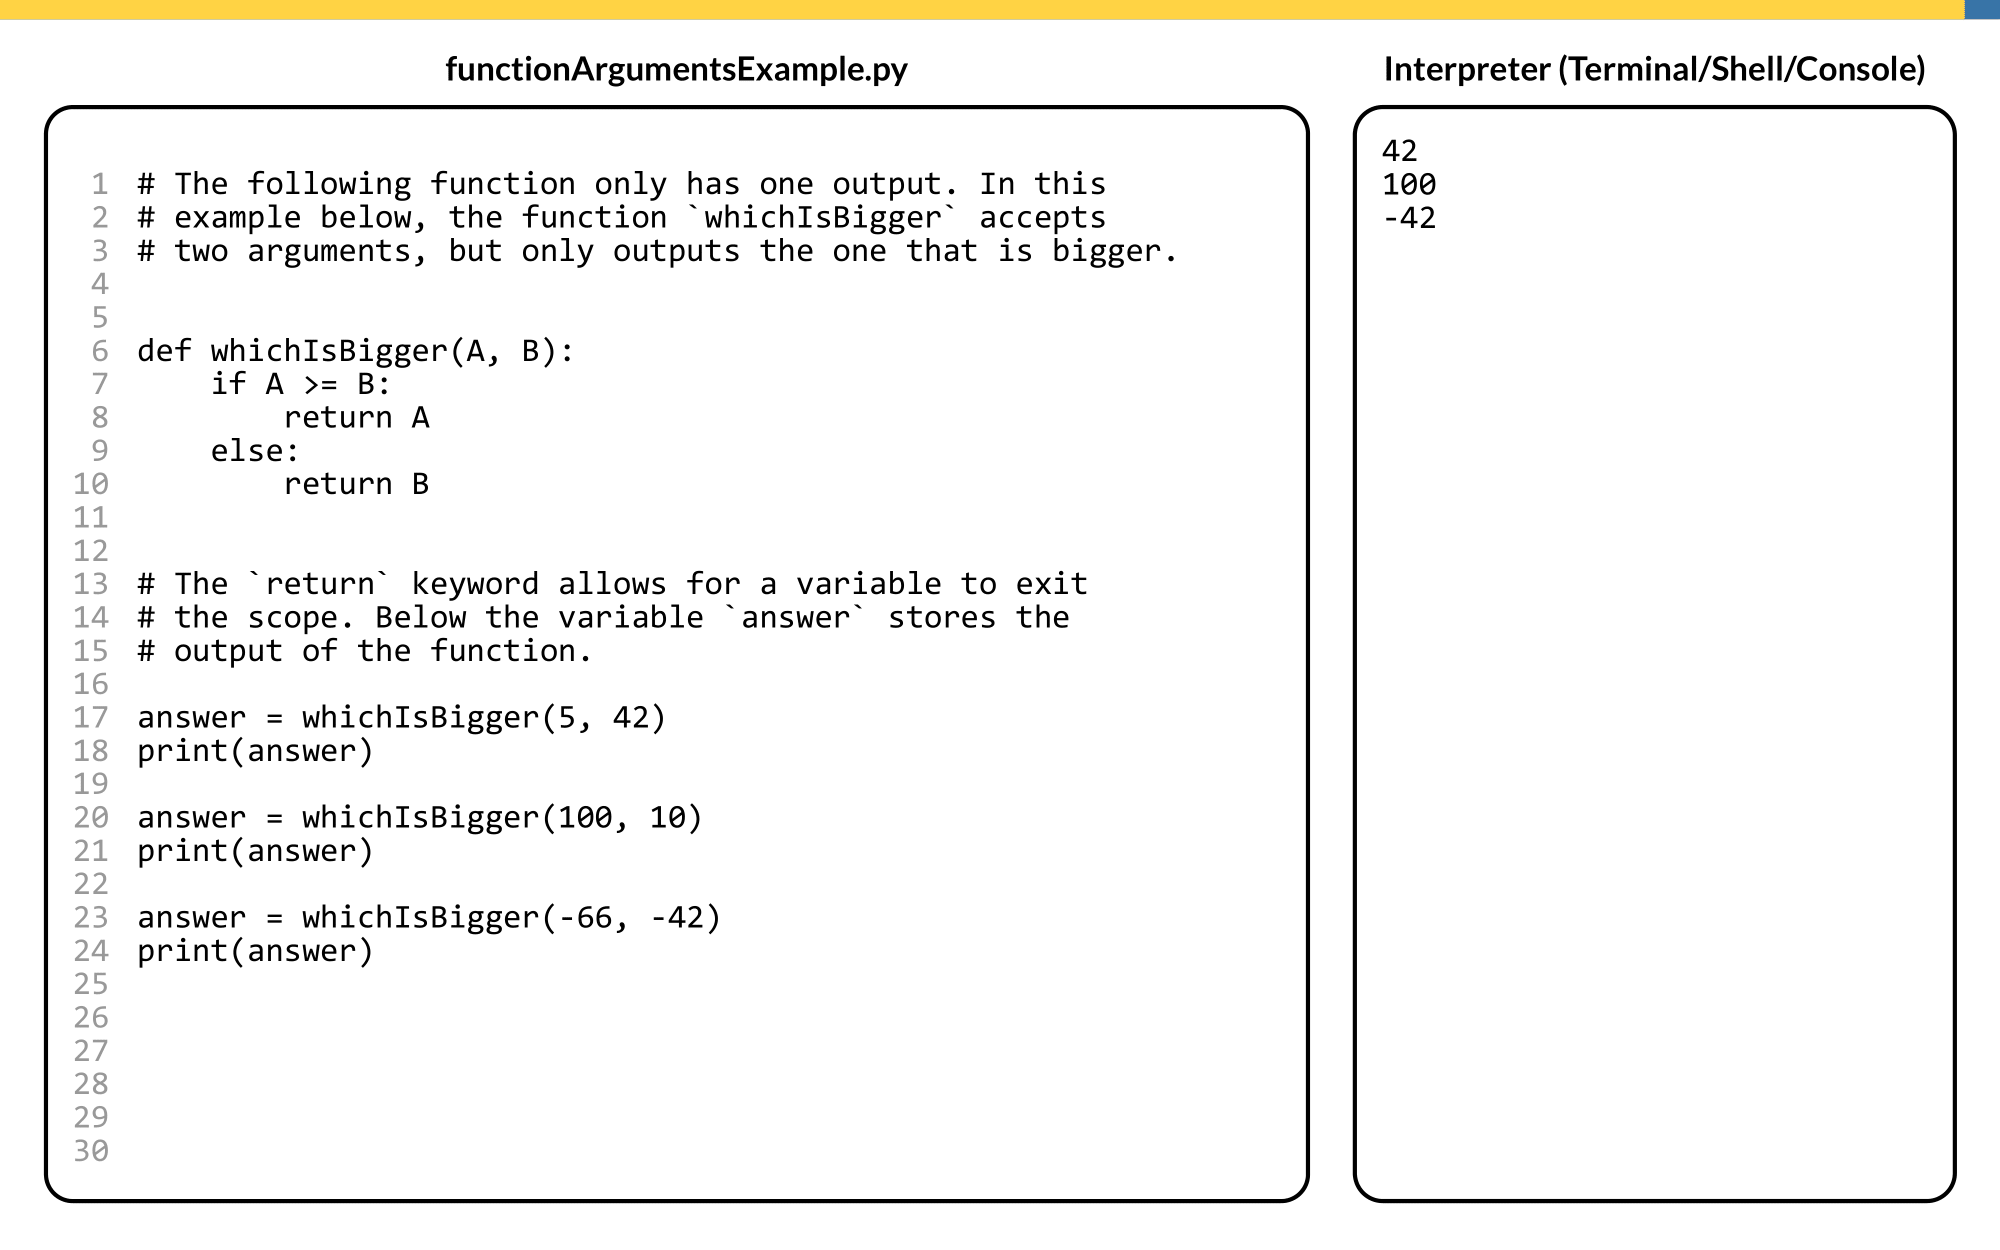 functionArgumentsExample.py
1 # The following function only has one output. In this
2 # example below, the function `whichIsBigger` accepts
3 # two arguments, but only outputs the one that is bigger.
4
5
6 def whichIsBigger(A, B):
7     if A >= B:
8         return A
9     else:
10         return B
11
12
13 # The `return` keyword allows for a variable to exit
14 # the scope. Below the variable `answer` stores the
15 # output of the function.
16
17 answer = whichIsBigger(5, 42)
18 print(answer)
19
20 answer = whichIsBigger(100, 10)
21 print(answer)
22
23 answer = whichIsBigger(-66, -42)
24 print(answer)
25
26
27
28
29
30
Interpreter (Terminal/Shell/Console)
42
100
-42